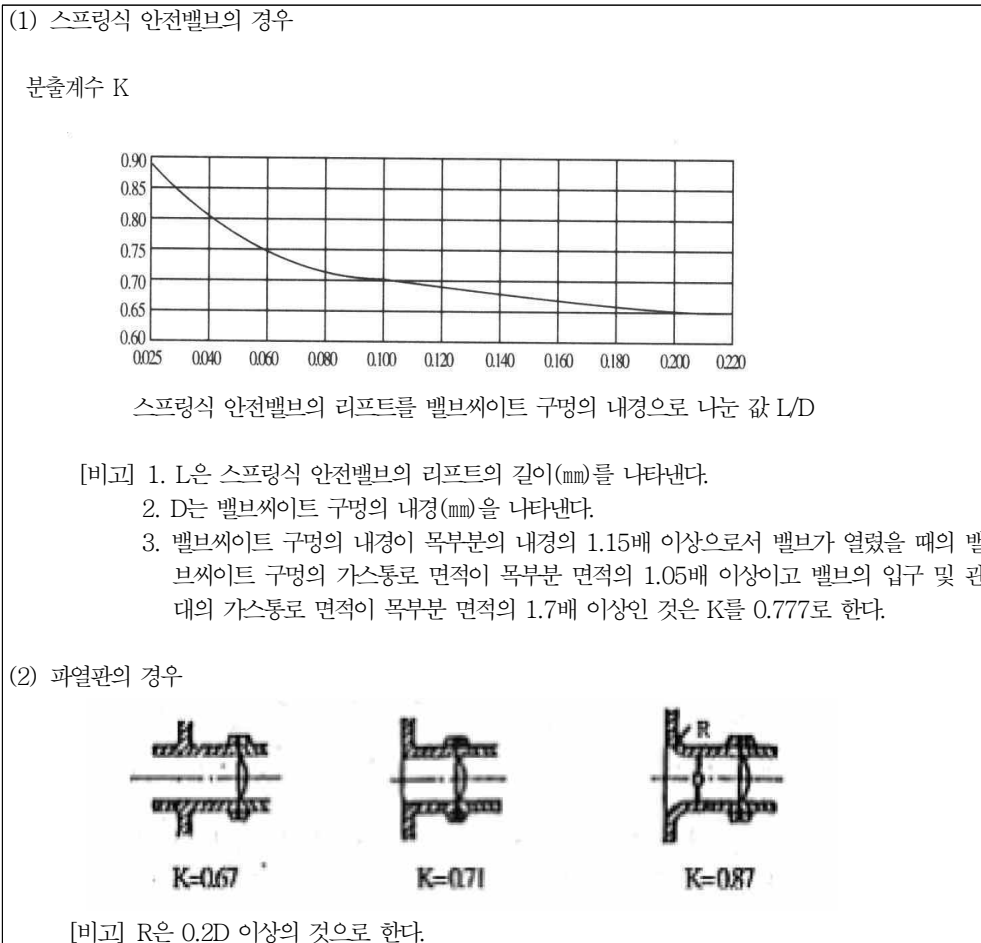 (1) 스프링식 안전밸브의 경우
분출계수 K
0.90
0.85
0.80
0.75
0.70
0.65
0.60
0.025 0.040 0.060 0.080 0.100 0.120 0.140 0.160 0.180 0.200 0.220
스프링식 안전밸브의 리프트를 밸브씨이트 구멍의 내경으로 나눈 값 L/D
[비고] 1. L은 스프링식 안전밸브의 리프트의 길이(㎜)를 나타낸다.
2. D는 밸브씨이트 구멍의 내경(㎜)을 나타낸다.
3. 밸브씨이트 구멍의 내경이 목부분의 내경의 1.15배 이상으로서 밸브가 열렸을 때의 밸
브씨이트 구멍의 가스통로 면적이 목부분 면적의 1.05배 이상이고 밸브의 입구 및 관
대의 가스통로 면적이 목부분 면적의 1.7배 이상인 것은 K를 0.777로 한다.
(2) 파열판의 경우
R
K=0.67 K=0.71 K=0.87
[비고] R은 0.2D 이상의 것으로 한다.